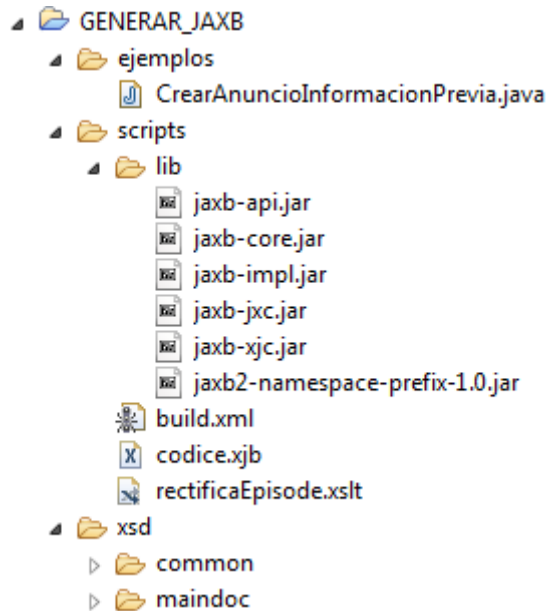 GENERAR_JAXB
ejemplos
CrearAnuncioInformacionPrevia.java
scripts
lib
jaxb-api.jar
jaxb-core.jar
jaxb-impl.jar
jaxb-jxc.jar
jaxb-xjc.jar
jaxb2-namespace-prefix-1.0.jar
build.xml
codice.xjb
rectificaEpisode.xslt
xsd
common
maindoc